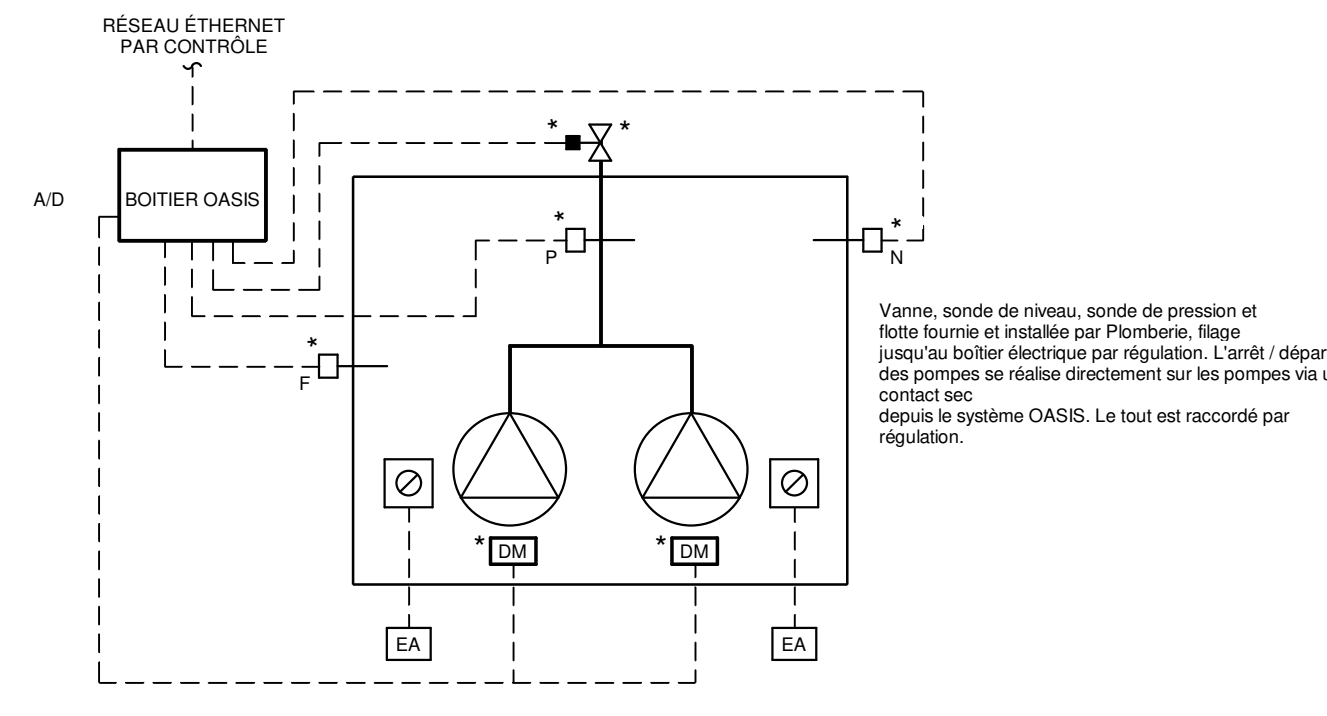 RÉSEAU ÉTHERNET
PAR CONTRÔLE
* *
A/D
BOITIER OASIS
* *
P
N
Vanne, sonde de niveau, sonde de pression et
flotte fournie et installée par Plomberie, filage
jusqu'au boîtier électrique par régulation. L'arrêt / dépar
des pompes se réalise directement sur les pompes via u
contact sec
depuis le système OASIS. Le tout est raccordé par
régulation.
*
F
* DM
* DM
EA
EA